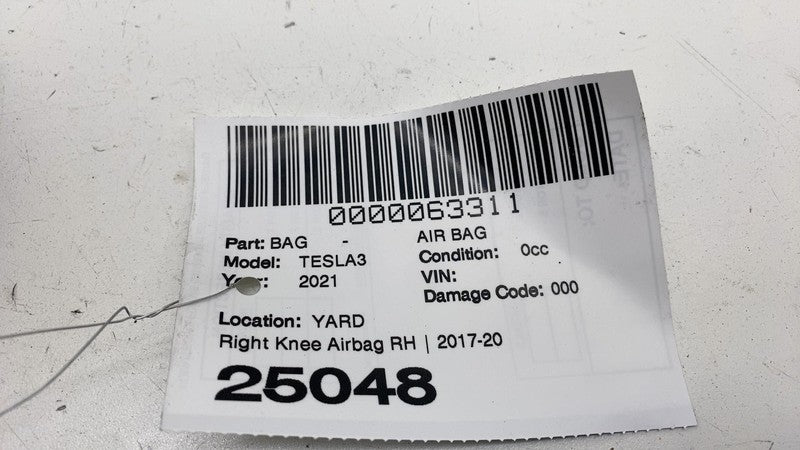 0000063311
Part: BAG - AIR BAG
Model: TESLA3 Condition: 0cc
Year: 2021 VIN:
Damage Code: 000
Location: YARD
Right Knee Airbag RH | 2017-20
25048